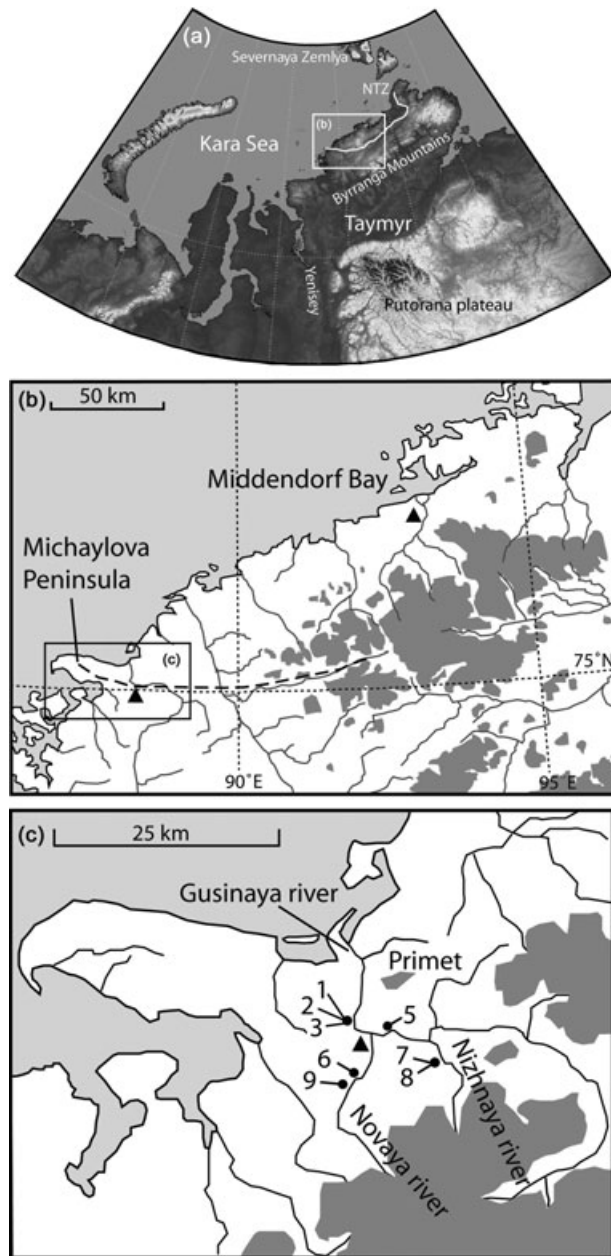 (a)
Severnaya Zemlya
NTZ
(b)
Kara Sea
Byrranga Mountains
Taymyr
Yenisey
Putorana plateau
(b)
50 km
Middendorf Bay
Michaylova
Peninsula
(c)
75°N
90°E
95°E
(c)
25 km
Gusinaya river
Primet
1
2
3
5
6
7
8
9
Nizhnaya river
Novaya river